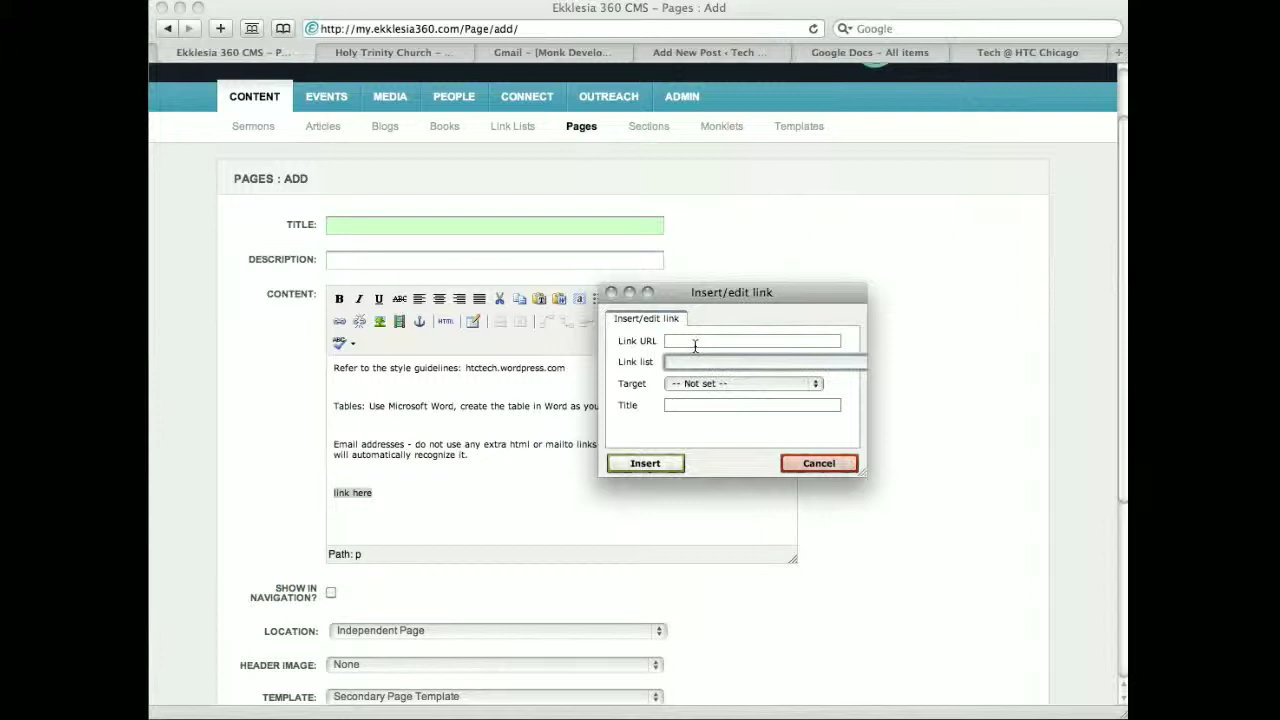 Ekklesia 360 CMS – Pages : Add
http://my.ekklesia360.com/Page/add/
Google
Ekklesia 360 CMS – P...
Holy Trinity Church – ...
Gmail – [Monk Develo...
Add New Post ‹ Tech ...
Google Docs – All items
Tech @ HTC Chicago
CONTENT
EVENTS
MEDIA
PEOPLE
CONNECT
OUTREACH
ADMIN
Sermons
Articles
Blogs
Books
Link Lists
Pages
Sections
Monklets
Templates
PAGES : ADD
TITLE:
DESCRIPTION:
CONTENT:
B I U ABC
HTML
ABC
Refer to the style guidelines: htctech.wordpress.com
Tables: Use Microsoft Word, create the table in Word as you
Email addresses - do not use any extra html or mailto links
will automatically recognize it.
link here
Path: p
Insert/edit link
Insert/edit link
Link URL
Link list
Target
-- Not set --
Title
Insert
Cancel
SHOW IN
NAVIGATION?
LOCATION:
Independent Page
HEADER IMAGE:
None
TEMPLATE:
Secondary Page Template